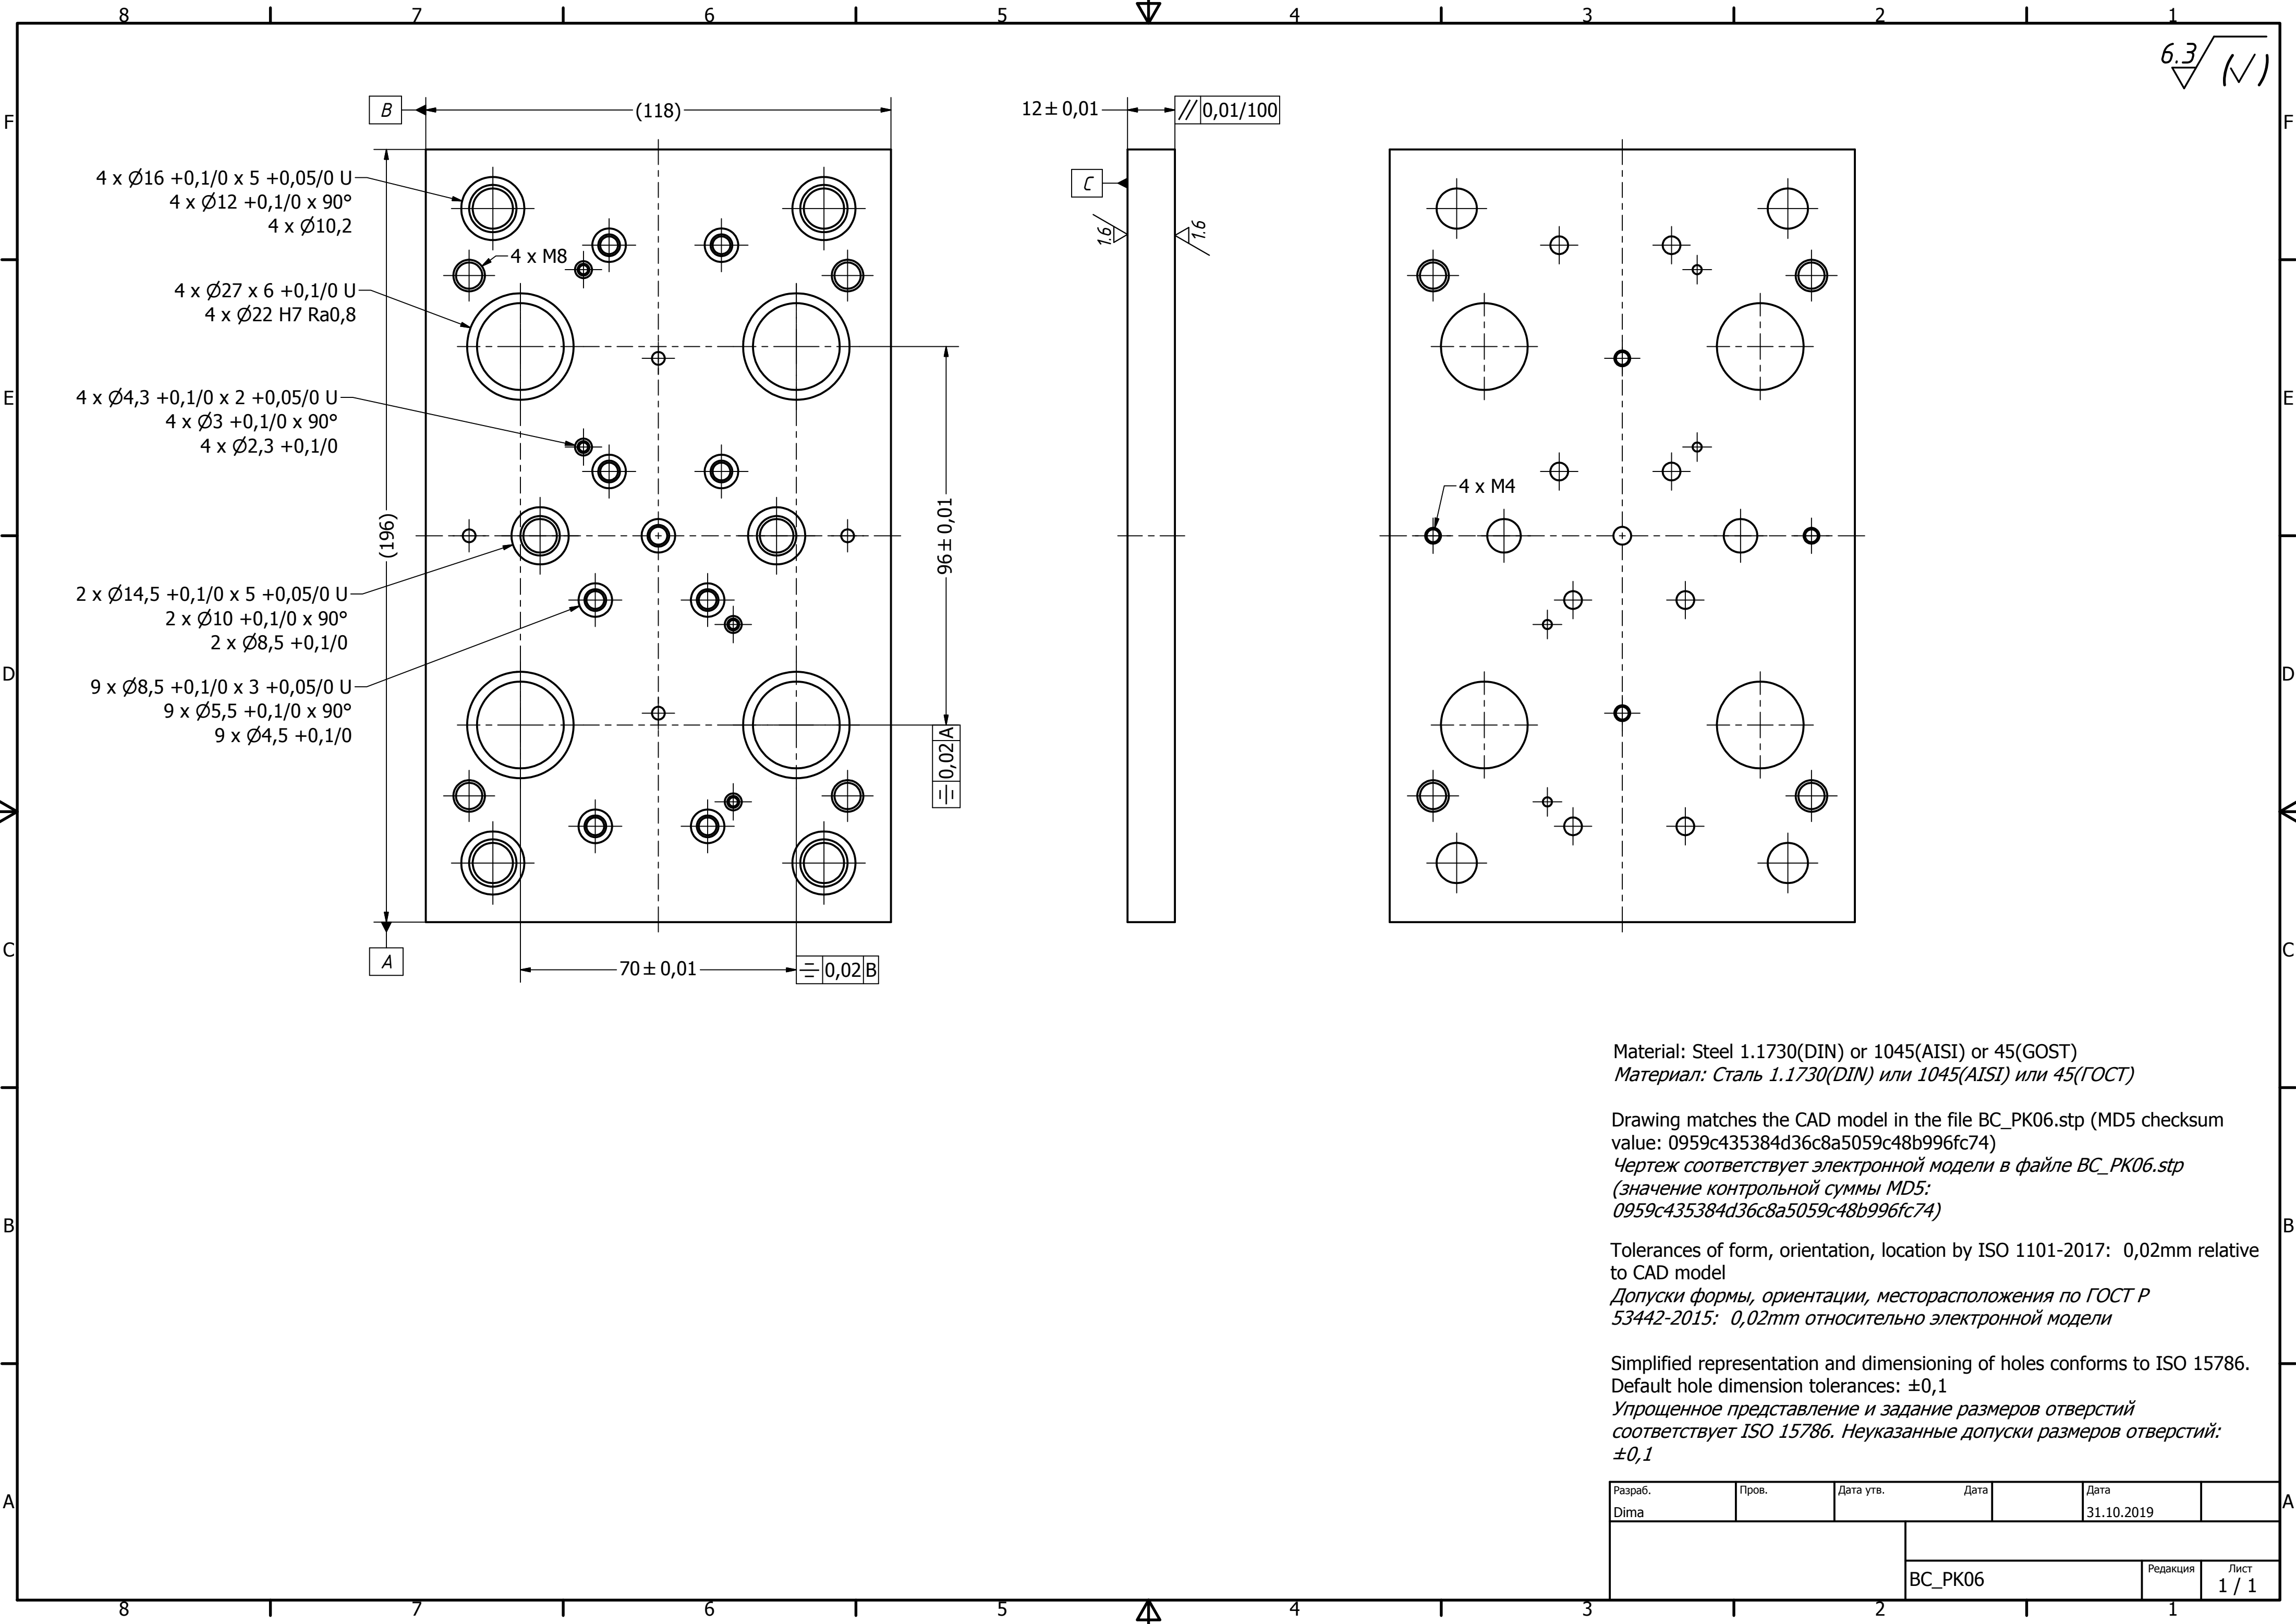 8 7 6 5 4 3 2 1
F
F
E
E
D
D
C
C
B
B
A
A
6.3
B
(118)
12±0,01
// 0,01/100
4 x Ø16 +0,1/0 x 5 +0,05/0 U
4 x Ø12 +0,1/0 x 90°
4 x Ø10,2
C
1.6
1.6
4 x M8
4 x Ø27 x 6 +0,1/0 U
4 x Ø22 H7 Ra0,8
4 x Ø4,3 +0,1/0 x 2 +0,05/0 U
4 x Ø3 +0,1/0 x 90°
4 x Ø2,3 +0,1/0
4 x M4
(196)
96±0,01
2 x Ø14,5 +0,1/0 x 5 +0,05/0 U
2 x Ø10 +0,1/0 x 90°
2 x Ø8,5 +0,1/0
9 x Ø8,5 +0,1/0 x 3 +0,05/0 U
9 x Ø5,5 +0,1/0 x 90°
9 x Ø4,5 +0,1/0
0,02 A
A
70±0,01
0,02 B
Material: Steel 1.1730(DIN) or 1045(AISI) or 45(GOST)
Материал: Сталь 1.1730(DIN) или 1045(AISI) или 45(ГОСТ)
Drawing matches the CAD model in the file BC_PK06.stp (MD5 checksum
value: 0959c435384d36c8a5059c48b996fc74)
Чертеж соответствует электронной модели в файле BC_PK06.stp
(значение контрольной суммы MD5:
0959c435384d36c8a5059c48b996fc74)
Tolerances of form, orientation, location by ISO 1101-2017: 0,02mm relative
to CAD model
Допуски формы, ориентации, месторасположения по ГОСТ Р
53442-2015: 0,02mm относительно электронной модели
Simplified representation and dimensioning of holes conforms to ISO 15786.
Default hole dimension tolerances: ±0,1
Упрощенное представление и задание размеров отверстий
соответствует ISO 15786. Неуказанные допуски размеров отверстий:
±0,1
Разраб. Пров. Дата утв. Дата Дата
Dima 31.10.2019
Редакция Лист
BC_PK06 1 / 1
8 7 6 5 4 3 2 1